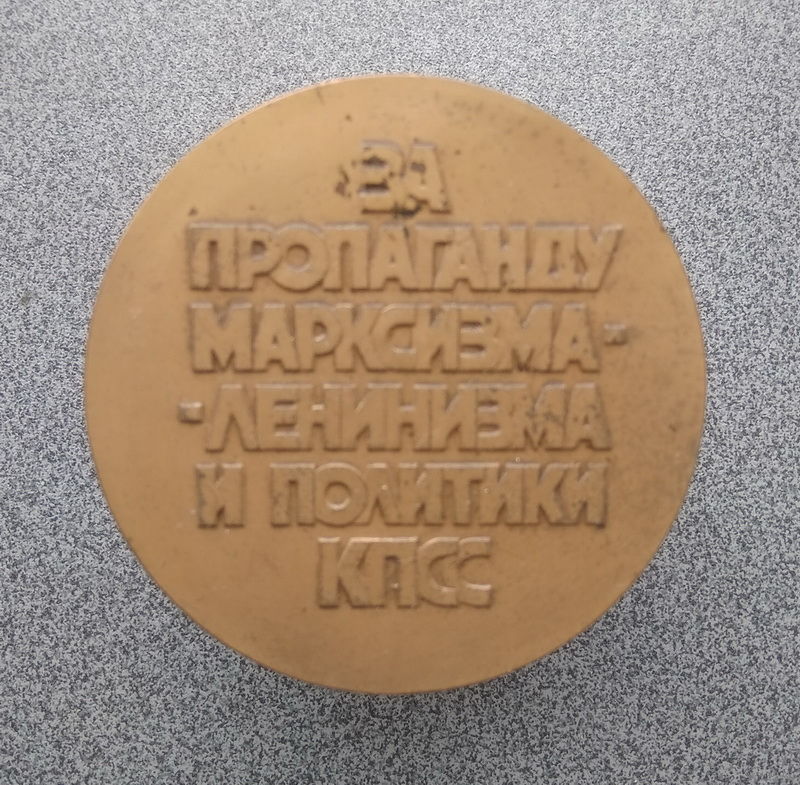 ЗА
ПРОПАГАНДУ
МАРКСИЗМА-
-ЛЕНИНИЗМА
И ПОЛИТИКИ
КПСС